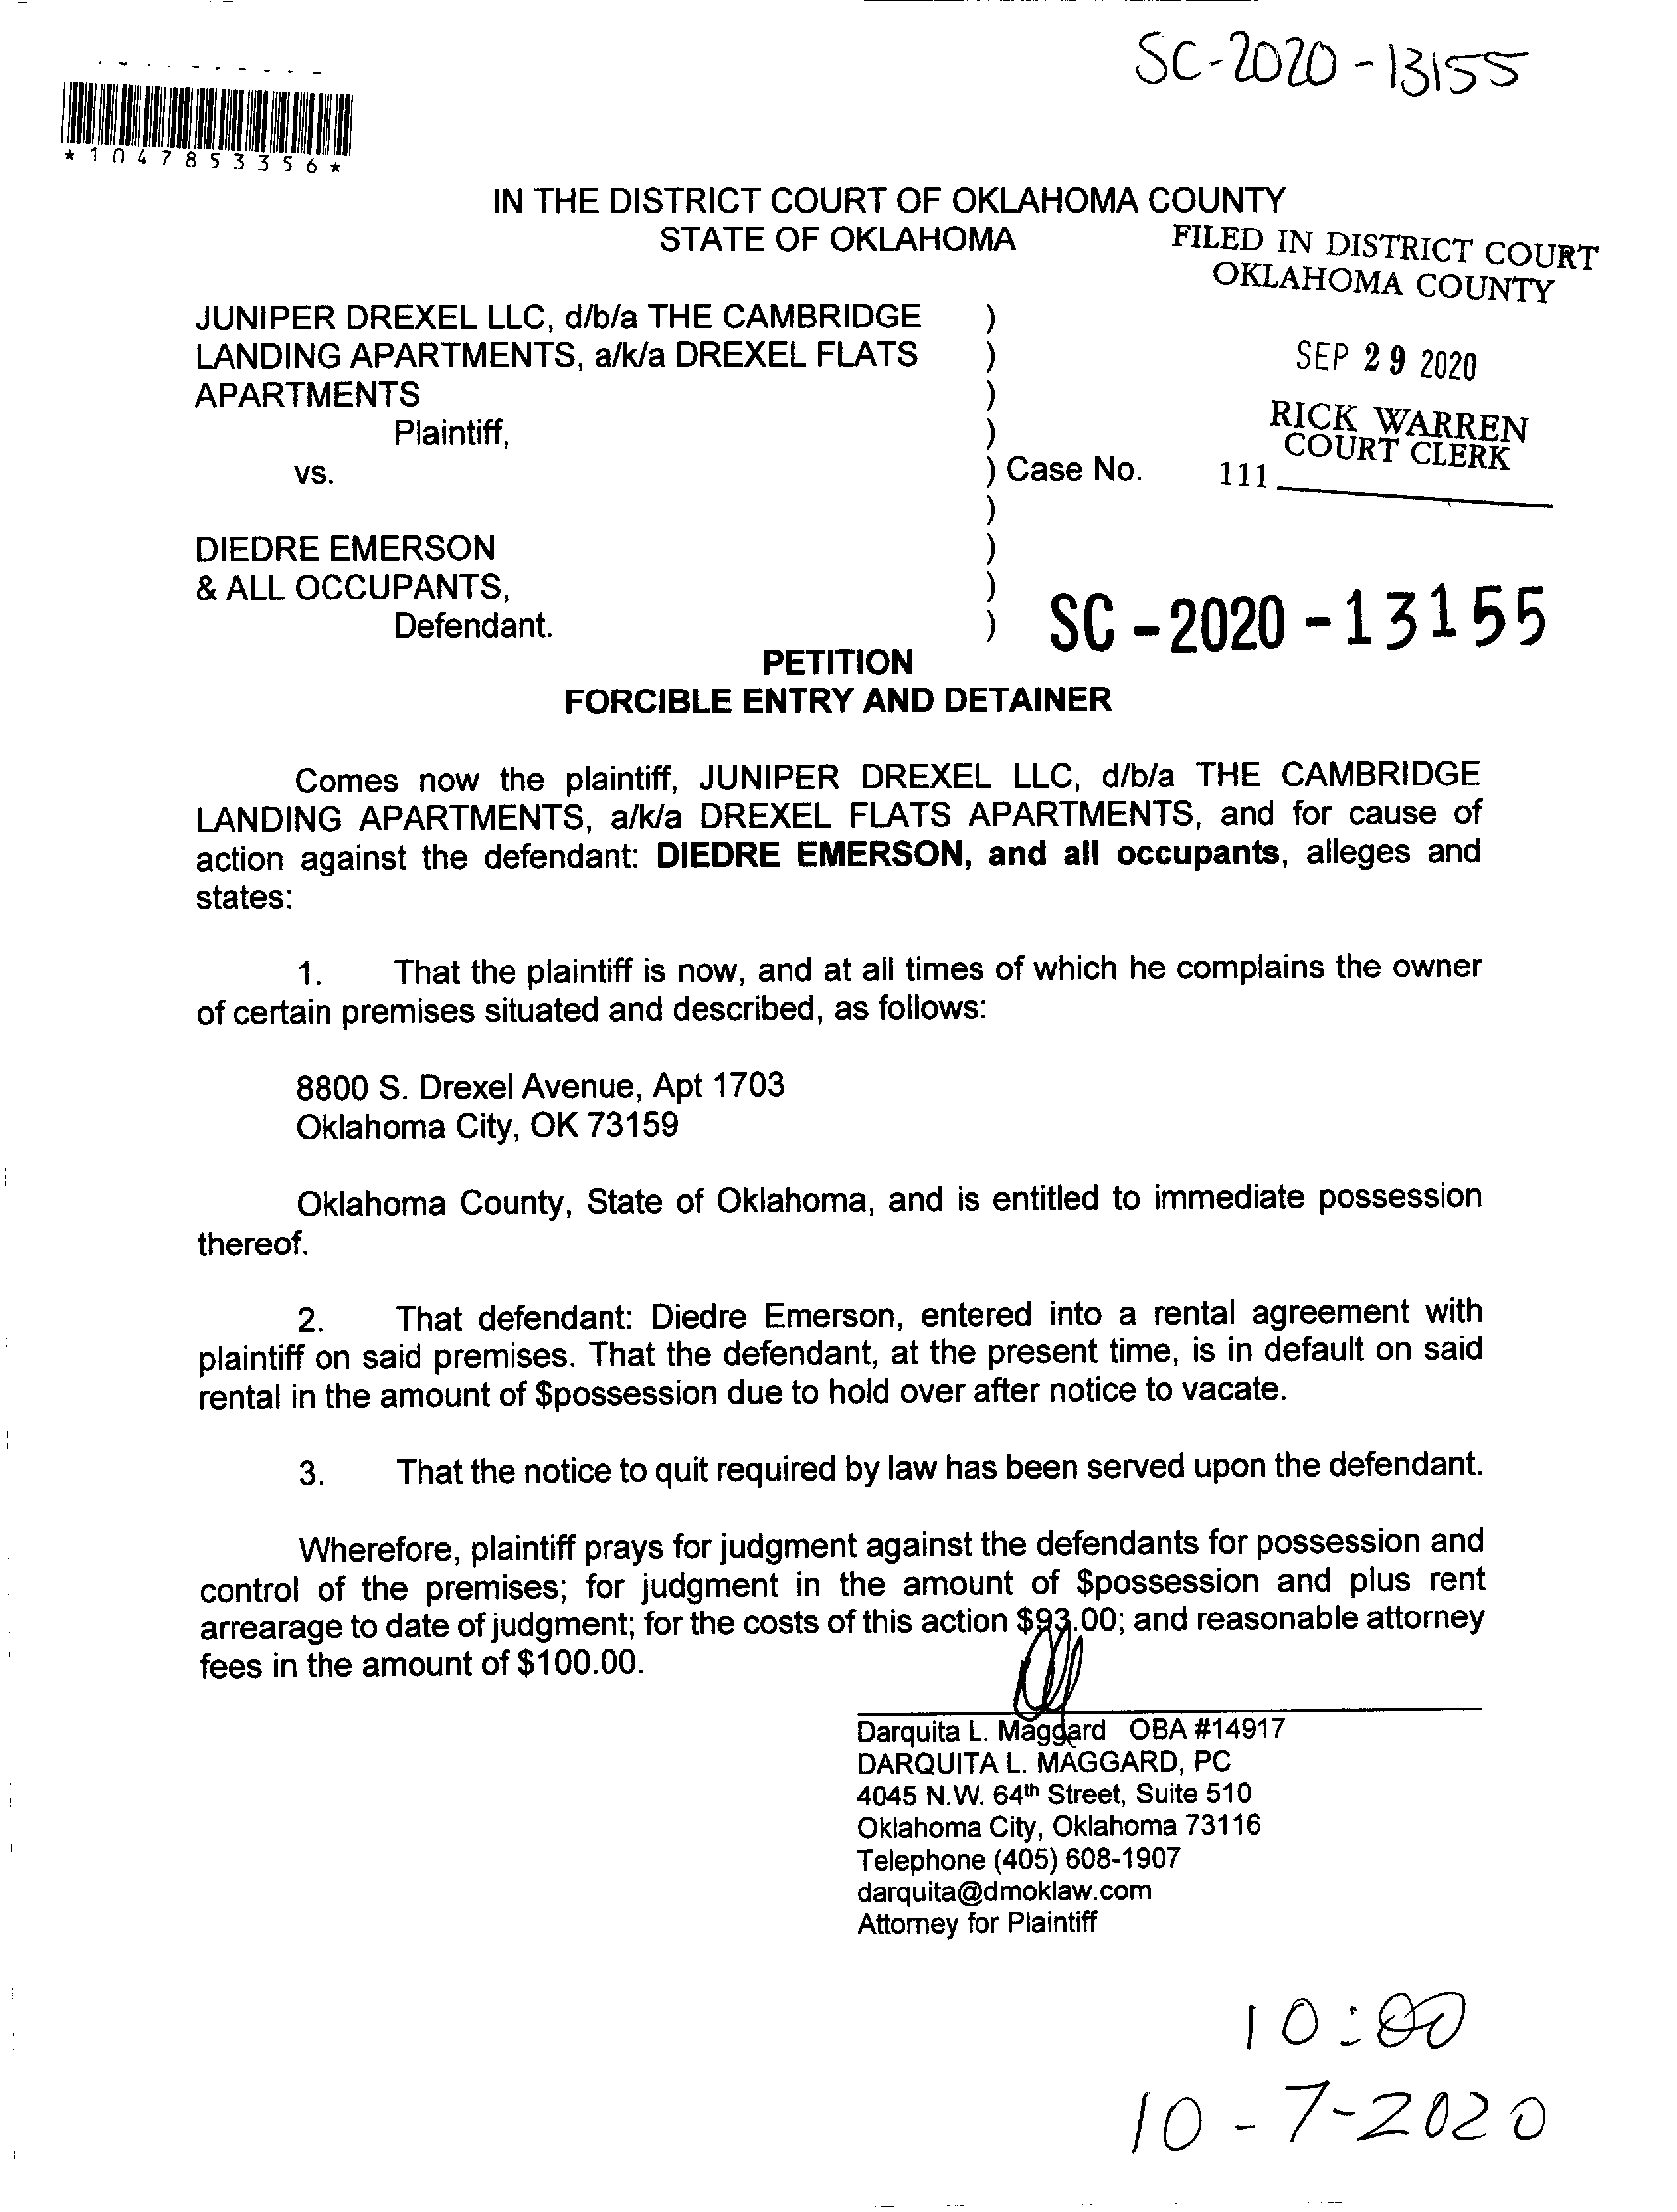 SC-2020-13155
*1047853356*
IN THE DISTRICT COURT OF OKLAHOMA COUNTY
STATE OF OKLAHOMA
FILED IN DISTRICT COURT
OKLAHOMA COUNTY
JUNIPER DREXEL LLC, d/b/a THE CAMBRIDGE )
LANDING APARTMENTS, a/k/a DREXEL FLATS )
APARTMENTS )
SEP 29 2020
Plaintiff, )
RICK WARREN
COURT CLERK
vs. ) Case No.
111
)
DIEDRE EMERSON )
& ALL OCCUPANTS, )
Defendant. )
SC-2020-13155
PETITION
FORCIBLE ENTRY AND DETAINER
Comes now the plaintiff, JUNIPER DREXEL LLC, d/b/a THE CAMBRIDGE
LANDING APARTMENTS, a/k/a DREXEL FLATS APARTMENTS, and for cause of
action against the defendant: DIEDRE EMERSON, and all occupants, alleges and
states:
1. That the plaintiff is now, and at all times of which he complains the owner
of certain premises situated and described, as follows:
8800 S. Drexel Avenue, Apt 1703
Oklahoma City, OK 73159
Oklahoma County, State of Oklahoma, and is entitled to immediate possession
thereof.
2. That defendant: Diedre Emerson, entered into a rental agreement with
plaintiff on said premises. That the defendant, at the present time, is in default on said
rental in the amount of $possession due to hold over after notice to vacate.
3. That the notice to quit required by law has been served upon the defendant.
Wherefore, plaintiff prays for judgment against the defendants for possession and
control of the premises; for judgment in the amount of $possession and plus rent
arrearage to date of judgment; for the costs of this action $93.00; and reasonable attorney
fees in the amount of $100.00.
Darquita L. Maggard OBA #14917
DARQUITA L. MAGGARD, PC
4045 N.W. 64th Street, Suite 510
Oklahoma City, Oklahoma 73116
Telephone (405) 608-1907
darquita@dmoklaw.com
Attorney for Plaintiff
10:00
10-7-2020